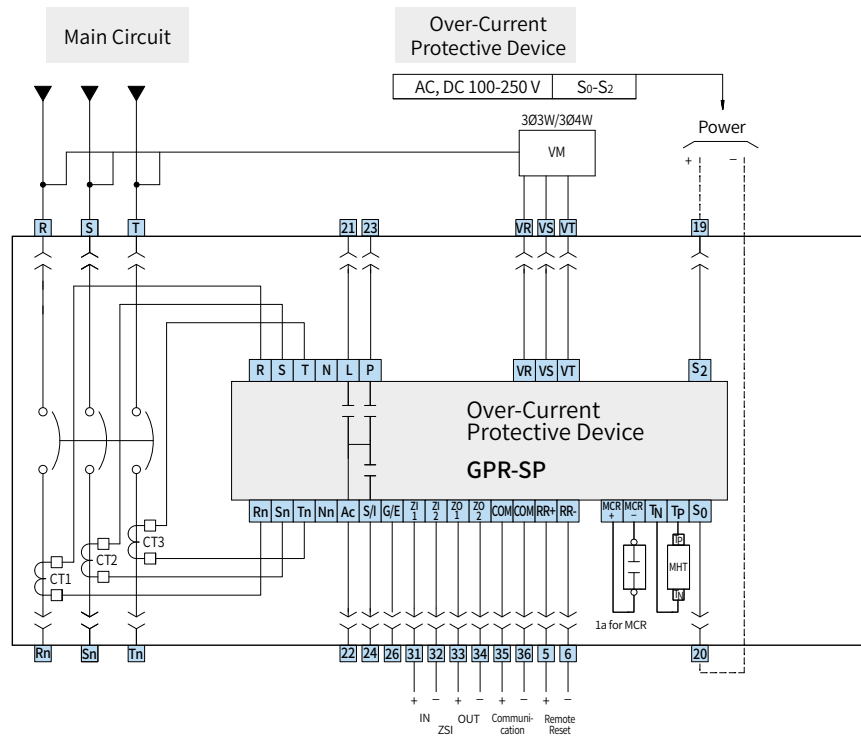 Main Circuit
Over-Current
Protective Device
AC, DC 100-250 V
S0-S2
3Ø3W/3Ø4W
VM
Power
+ −
R S T 21 23 VR VS VT 19
R S T N L P VR VS VT S2
Over-Current
Protective Device
GPR-SP
Rn Sn Tn Nn Ac S/I G/E ZI 1 ZI 2 ZO 1 ZO 2 COM COM RR+ RR- MCR + MCR − TN TP S0
CT1 CT2 CT3
TP
MHT
TN
1a for MCR
Rn Sn Tn 22 24 26 31 32 33 34 35 36 5 6 20
+ − + − + − + −
IN OUT
ZSI
Communi-
cation
Remote
Reset